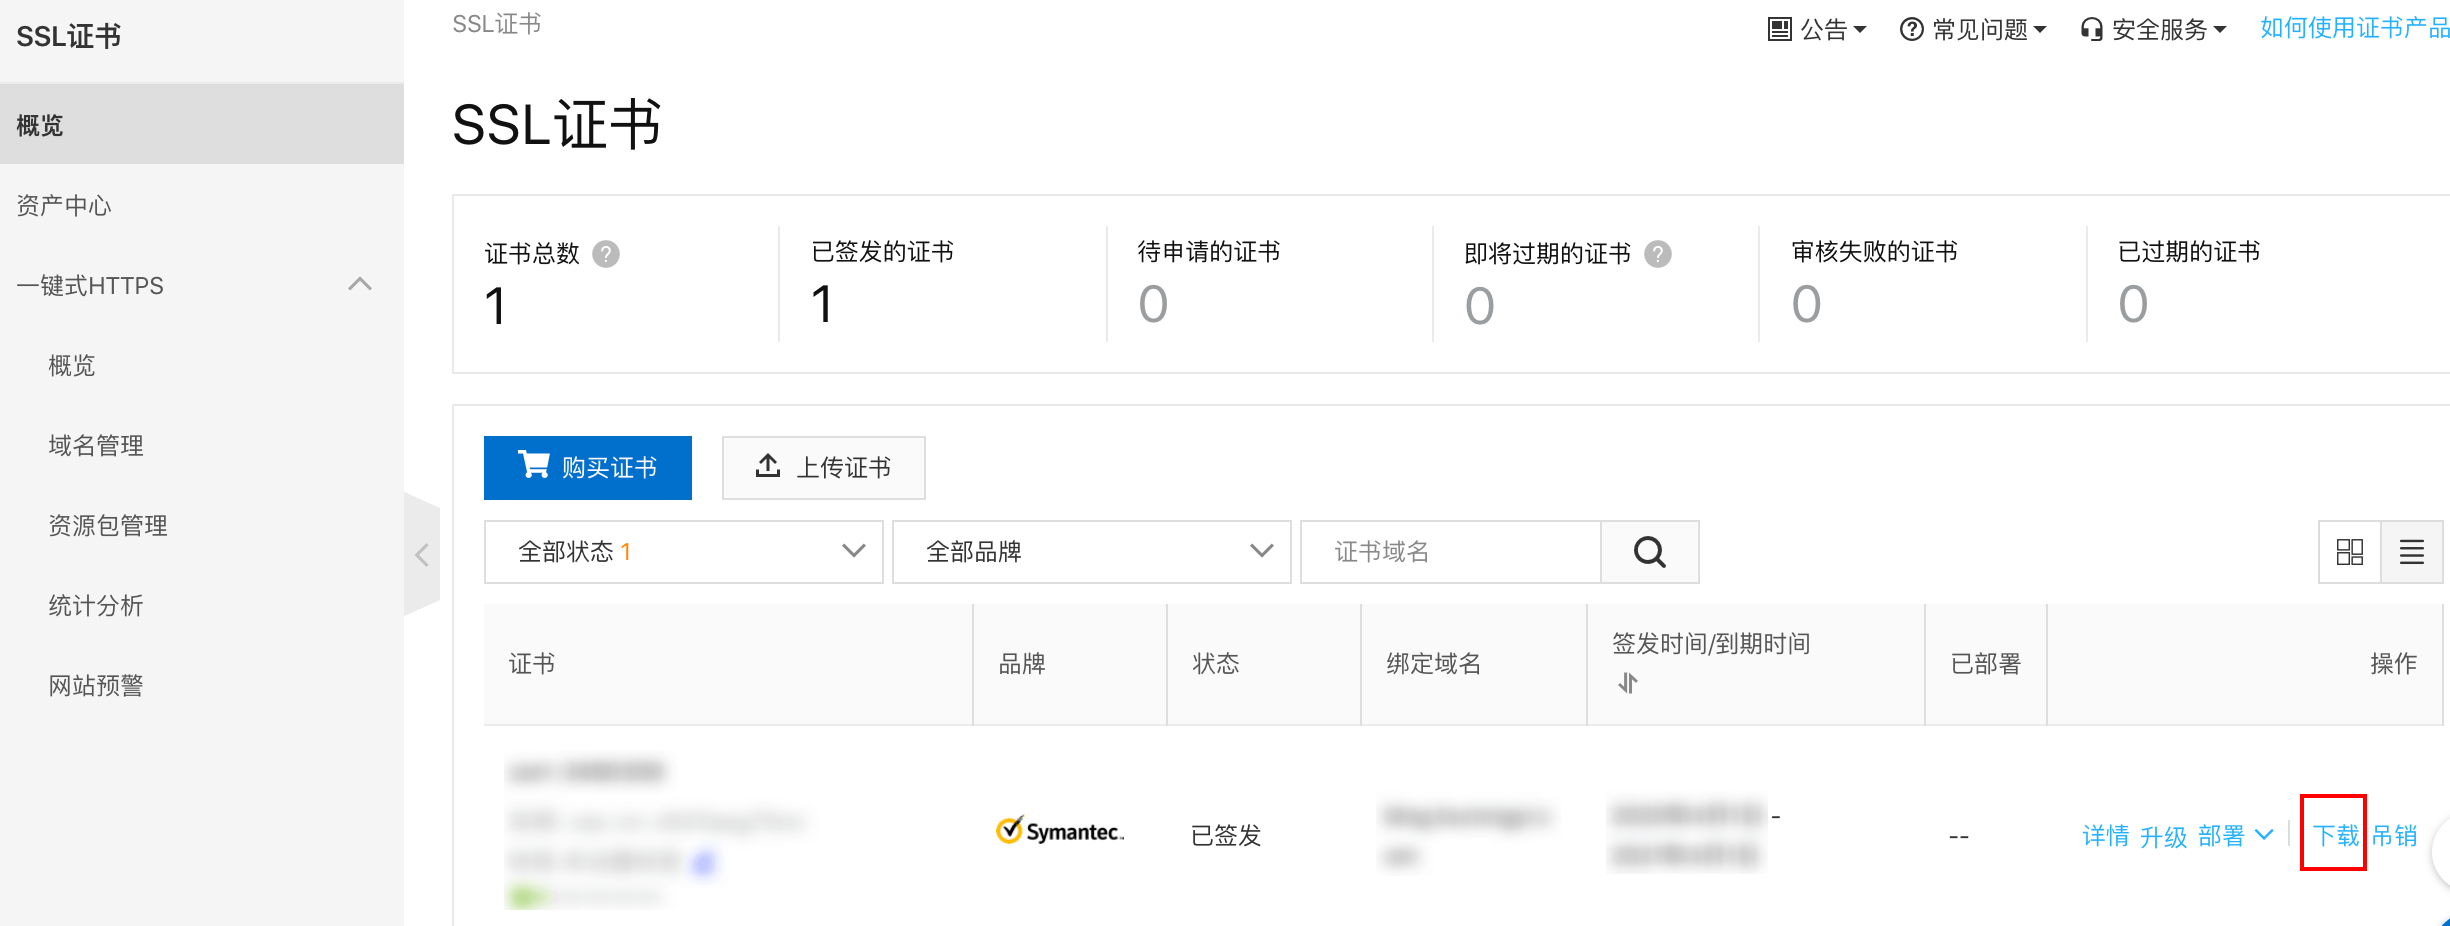 SSL证书
概览
资产中心
一键式HTTPS
概览
域名管理
资源包管理
统计分析
网站预警
SSL证书
公告
常见问题
安全服务
如何使用证书产品
SSL证书
证书总数 ?
1
已签发的证书
1
待申请的证书
0
即将过期的证书 ?
0
审核失败的证书
0
已过期的证书
0
购买证书
上传证书
全部状态 1
全部品牌
证书域名
证书
品牌
状态
绑定域名
签发时间/到期时间
已部署
操作
Symantec
已签发
-
--
详情 升级 部署 下载 吊销